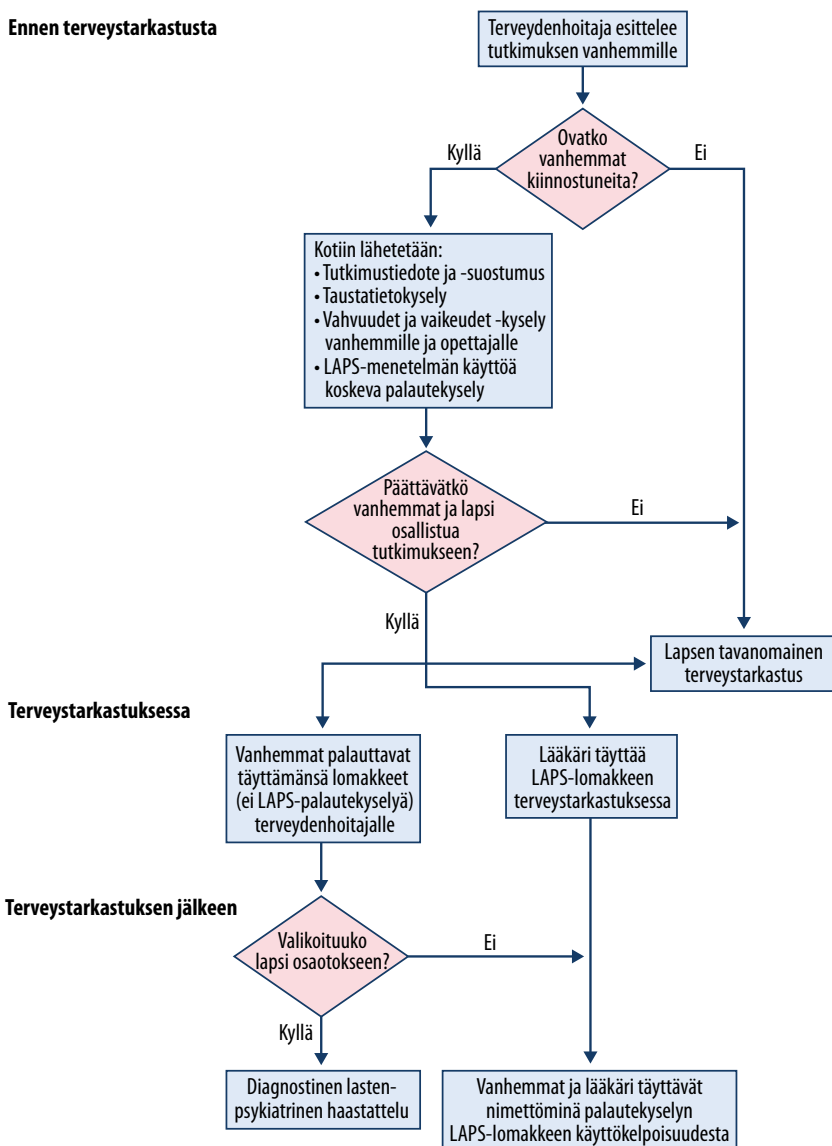 Ennen terveystarkastusta
Terveydenhoitaja esittelee
tutkimuksen vanhemmille
Ovatko
vanhemmat
kiinnostuneita?
Kyllä
Ei
Kotiin lähetetään:
• Tutkimustiedote ja -suostumus
• Taustatietokysely
• Vahvuudet ja vaikeudet -kysely
vanhemmille ja opettajalle
• LAPS-menetelmän käyttöä
koskeva palautekysely
Päättävätkö
vanhemmat ja lapsi
osallistua
tutkimukseen?
Ei
Kyllä
Lapsen tavanomainen
terveystarkastus
Terveystarkastuksessa
Vanhemmat palauttavat
täyttämänsä lomakkeet
(ei LAPS-palautekyselyä)
terveydenhoitajalle
Lääkäri täyttää
LAPS-lomakkeen
terveystarkastuksessa
Terveystarkastuksen jälkeen
Valikoituuko
lapsi osaotokseen?
Ei
Kyllä
Diagnostinen lasten-
psykiatrinen haastattelu
Vanhemmat ja lääkäri täyttävät
nimettöminä palautekyselyn
LAPS-lomakkeen käyttökelpoisuudesta